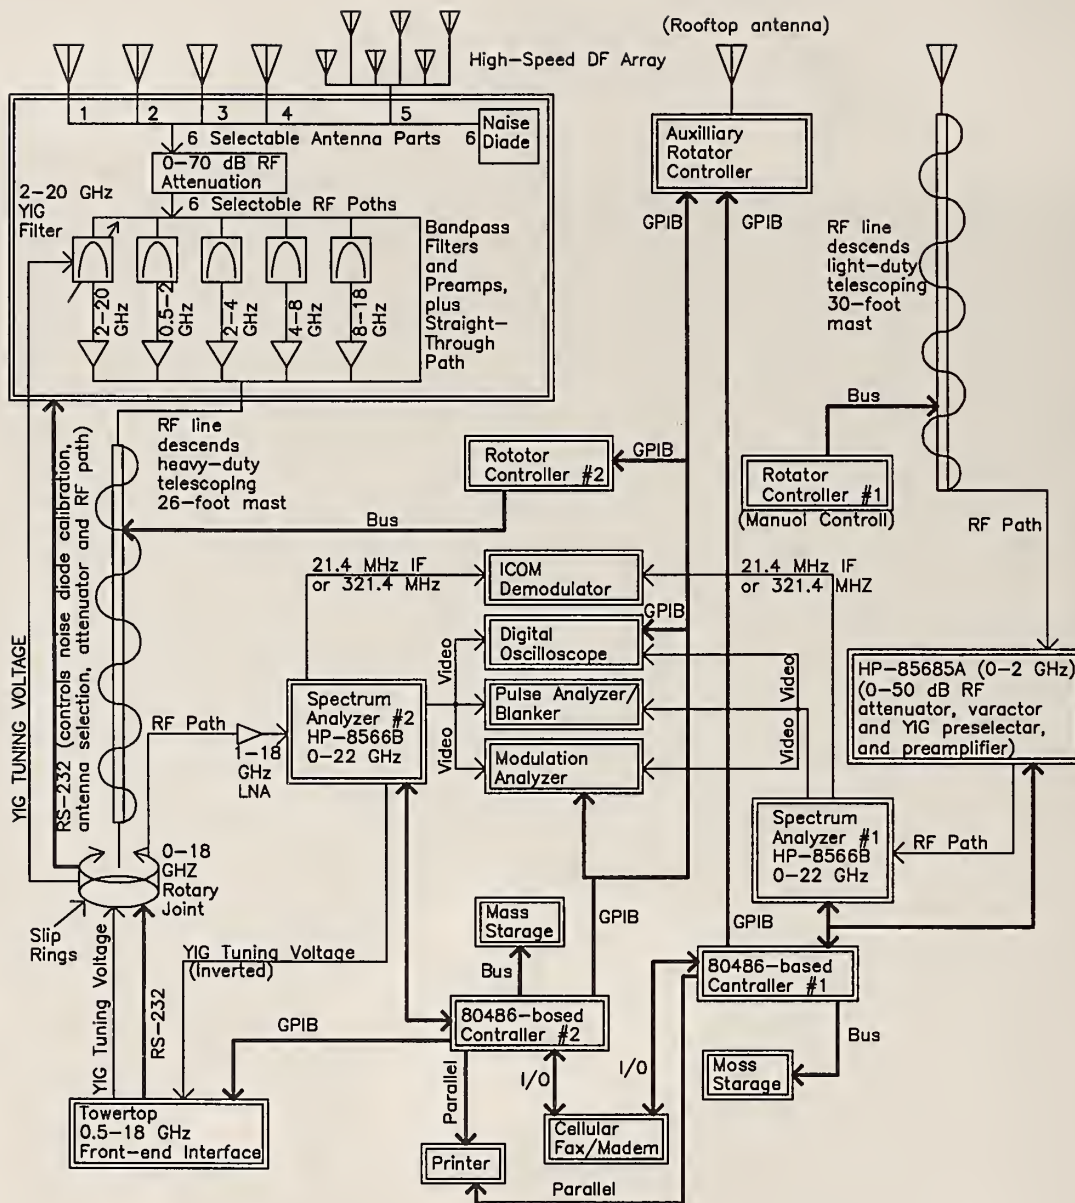 (Rooftop antenna)
High-Speed DF Array
1 2 3 4 5
6 Selectable Antenna Parts 6
Naise
Diode
0-70 dB RF
Attenuation
2-20 GHz
YIG
Filter
6 Selectable RF Poths
Bandpass
Filters
and
Preamps,
plus
Straight-
Through
Path
2-20
GHz
0.5-2
GHz
2-4
GHz
4-8
GHz
8-18
GHz
Auxilliary
Rotator
Controller
GPIB
GPIB
RF line
descends
light-duty
telescoping
30-foot
mast
Bus
RF line
descends
heavy-duty
telescoping
26-foot mast
Rototor
Controller #2
GPIB
Rotator
Controller #1
(Manuol Controll)
Bus
RF Path
YIG TUNING VOLTAGE
RS-232 (controls noise diode calibration,
antenna selection, attenuator and RF path)
21.4 MHz IF
or 321.4 MHZ
ICOM
Demodulator
21.4 MHz IF
or 321.4 MHZ
GPIB
Digital
Oscilloscope
Video
Video
Pulse Analyzer/
Blanker
Video
Video
Modulation
Analyzer
Spectrum
Analyzer #2
HP-8566B
0-22 GHz
RF Path
1-18
GHz
LNA
HP-85685A (0-2 GHz)
(0-50 dB RF
attenuator, varactor
and YIG preselectar,
and preamplifier)
Spectrum
Analyzer #1
HP-8566B
0-22 GHz
RF Path
0-18
GHZ
Rotary
Joint
Slip
Rings
YIG Tuning Voltage
RS-232
YIG Tuning Voltage
(Inverted)
Mass
Starage
Bus
GPIB
GPIB
80486-based
Cantraller #1
80486-bosed
Controller #2
GPIB
Bus
Moss
Starage
Parallel
I/O
I/O
Towertop
0.5-18 GHz
Front-end Interface
Cellular
Fax/Madem
Printer
Parallel